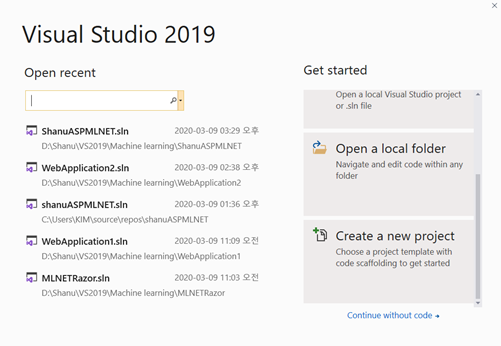 Visual Studio 2019
Open recent
ShanuASPMLNET.sln 2020-03-09 03:29 오후
D:\Shanu\VS2019\Machine learning\ShanuASPMLNET
WebApplication2.sln 2020-03-09 02:38 오후
D:\Shanu\VS2019\Machine learning\WebApplication2
shanuASPMLNET.sln 2020-03-09 01:36 오후
C:\Users\KIM\source\repos\shanuASPMLNET
WebApplication1.sln 2020-03-09 11:09 오전
D:\Shanu\VS2019\Machine learning\WebApplication1
MLNETRazor.sln 2020-03-09 11:03 오전
D:\Shanu\VS2019\Machine learning\MLNETRazor
Get started
Open a local Visual Studio project
or .sln file
Open a local folder
Navigate and edit code within any
folder
Create a new project
Choose a project template with
code scaffolding to get started
Continue without code →